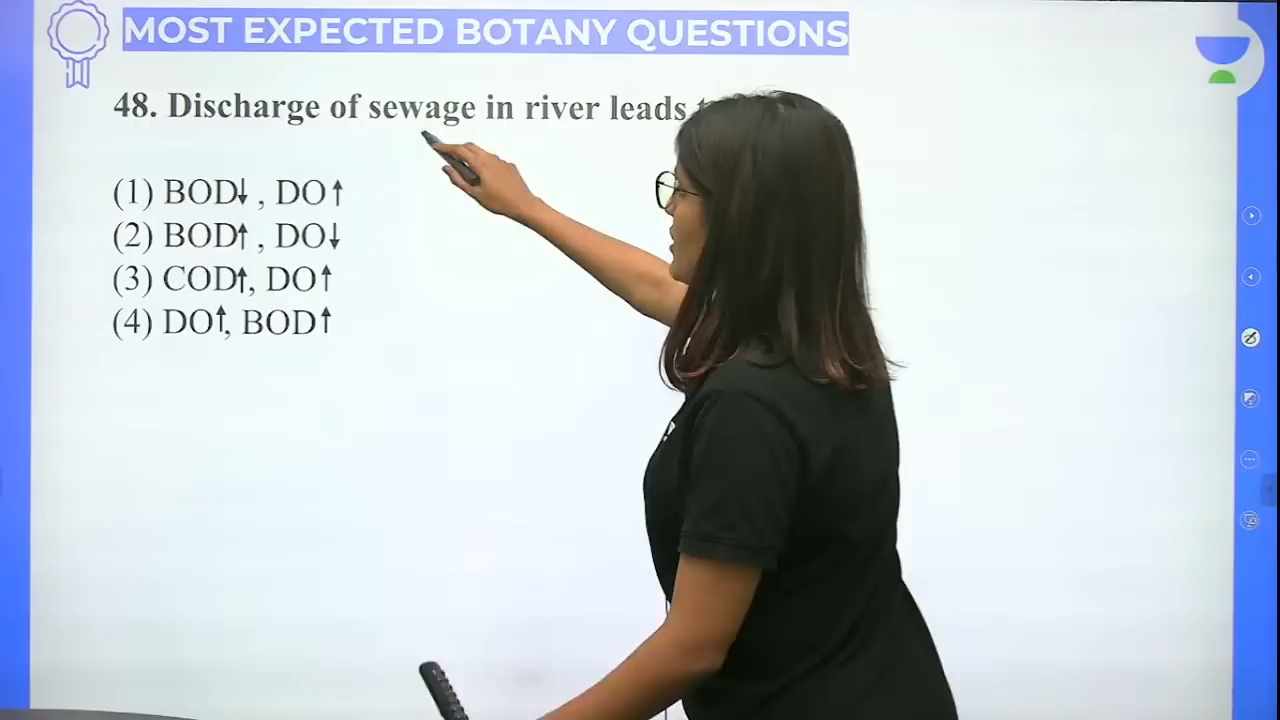 MOST EXPECTED BOTANY QUESTIONS
48. Discharge of sewage in river leads
(1) BOD↓ , DO↑
(2) BOD↑ , DO↓
(3) COD↑, DO↑
(4) DO↑, BOD↑